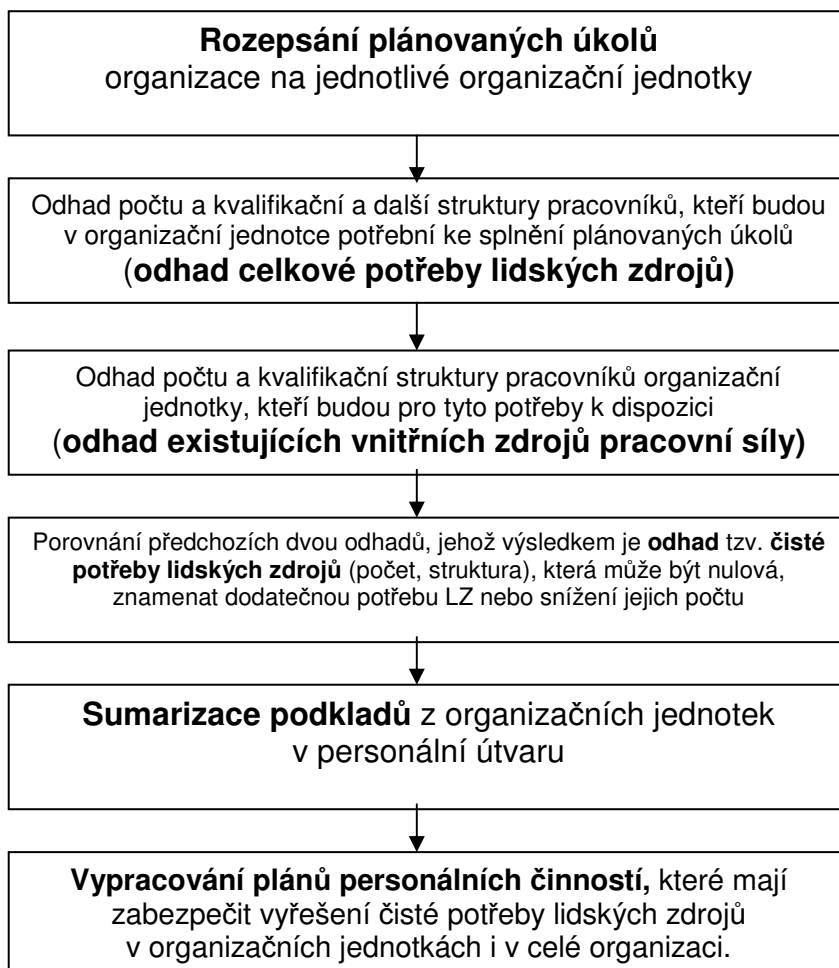 Rozepsání plánovaných úkolů
organizace na jednotlivé organizační jednotky
Odhad počtu a kvalifikační a další struktury pracovníků, kteří budou
v organizační jednotce potřební ke splnění plánovaných úkolů
(odhad celkové potřeby lidských zdrojů)
Odhad počtu a kvalifikační struktury pracovníků organizační
jednotky, kteří budou pro tyto potřeby k dispozici
(odhad existujících vnitřních zdrojů pracovní síly)
Porovnání předchozích dvou odhadů, jehož výsledkem je odhad tzv. čisté
potřeby lidských zdrojů (počet, struktura), která může být nulová,
znamenat dodatečnou potřebu LZ nebo snížení jejich počtu
Sumarizace podkladů z organizačních jednotek
v personální útvaru
Vypracování plánů personálních činností, které mají
zabezpečit vyřešení čisté potřeby lidských zdrojů
v organizačních jednotkách i v celé organizaci.